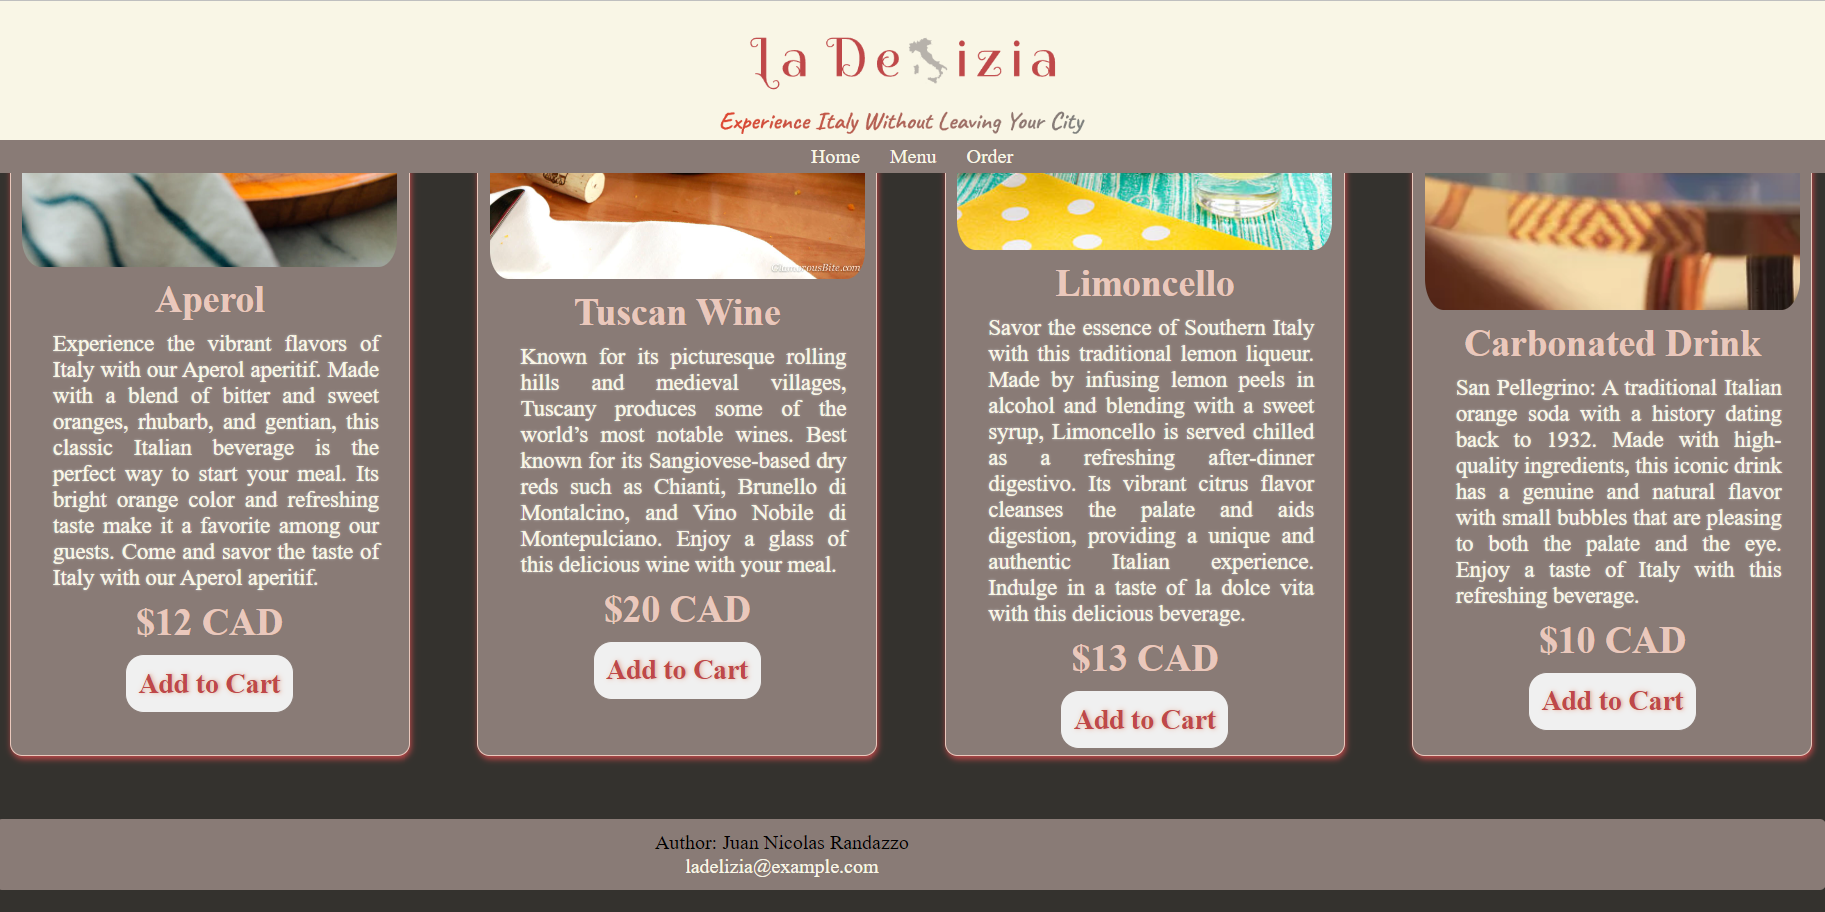 La Delizia
Experience Italy Without Leaving Your City
Home Menu Order
GlamorousBite.com
Aperol
Experience the vibrant flavors of
Italy with our Aperol aperitif. Made
with a blend of bitter and sweet
oranges, rhubarb, and gentian, this
classic Italian beverage is the
perfect way to start your meal. Its
bright orange color and refreshing
taste make it a favorite among our
guests. Come and savor the taste of
Italy with our Aperol aperitif.
$12 CAD
Add to Cart
Tuscan Wine
Known for its picturesque rolling
hills and medieval villages,
Tuscany produces some of the
world’s most notable wines. Best
known for its Sangiovese-based dry
reds such as Chianti, Brunello di
Montalcino, and Vino Nobile di
Montepulciano. Enjoy a glass of
this delicious wine with your meal.
$20 CAD
Add to Cart
Limoncello
Savor the essence of Southern Italy
with this traditional lemon liqueur.
Made by infusing lemon peels in
alcohol and blending with a sweet
syrup, Limoncello is served chilled
as a refreshing after-dinner
digestivo. Its vibrant citrus flavor
cleanses the palate and aids
digestion, providing a unique and
authentic Italian experience.
Indulge in a taste of la dolce vita
with this delicious beverage.
$13 CAD
Add to Cart
Carbonated Drink
San Pellegrino: A traditional Italian
orange soda with a history dating
back to 1932. Made with high-
quality ingredients, this iconic drink
has a genuine and natural flavor
with small bubbles that are pleasing
to both the palate and the eye.
Enjoy a taste of Italy with this
refreshing beverage.
$10 CAD
Add to Cart
Author: Juan Nicolas Randazzo
ladelizia@example.com